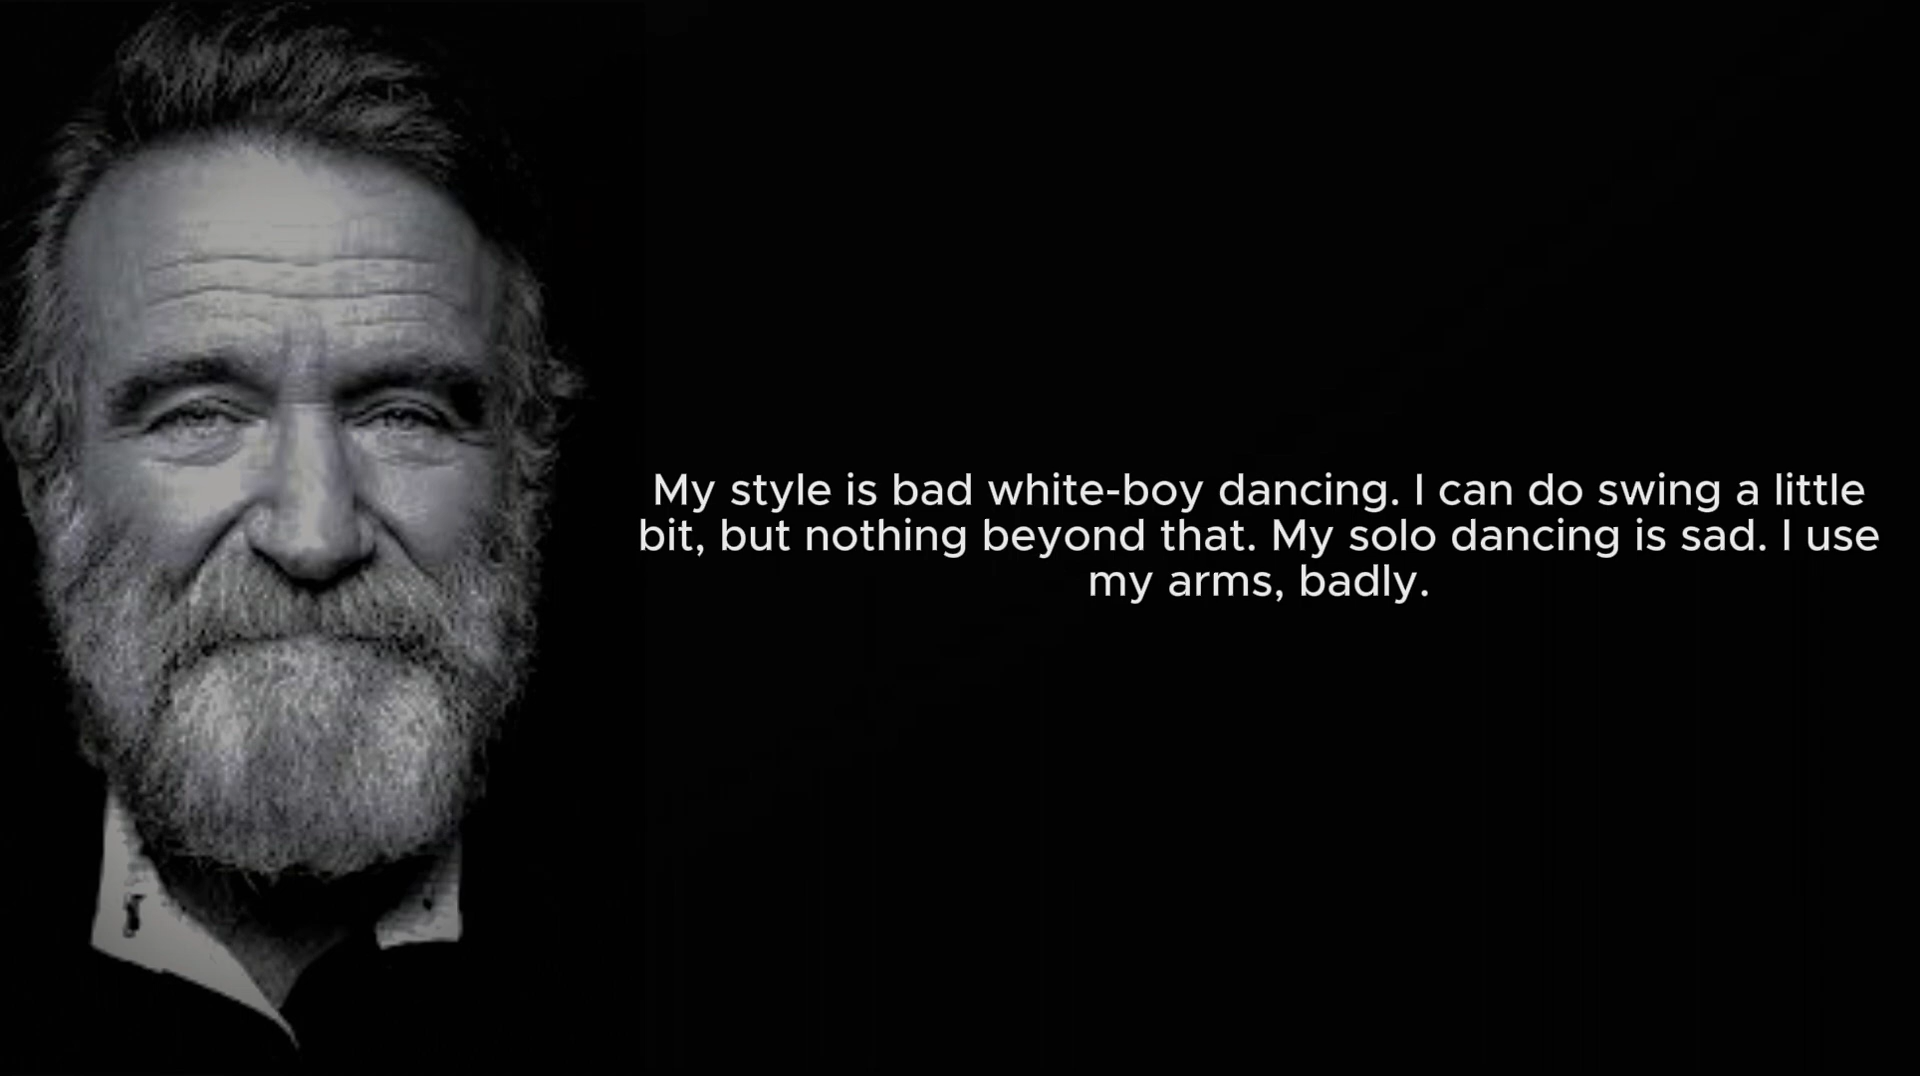 My style is bad white-boy dancing. I can do swing a little
bit, but nothing beyond that. My solo dancing is sad. I use
my arms, badly.